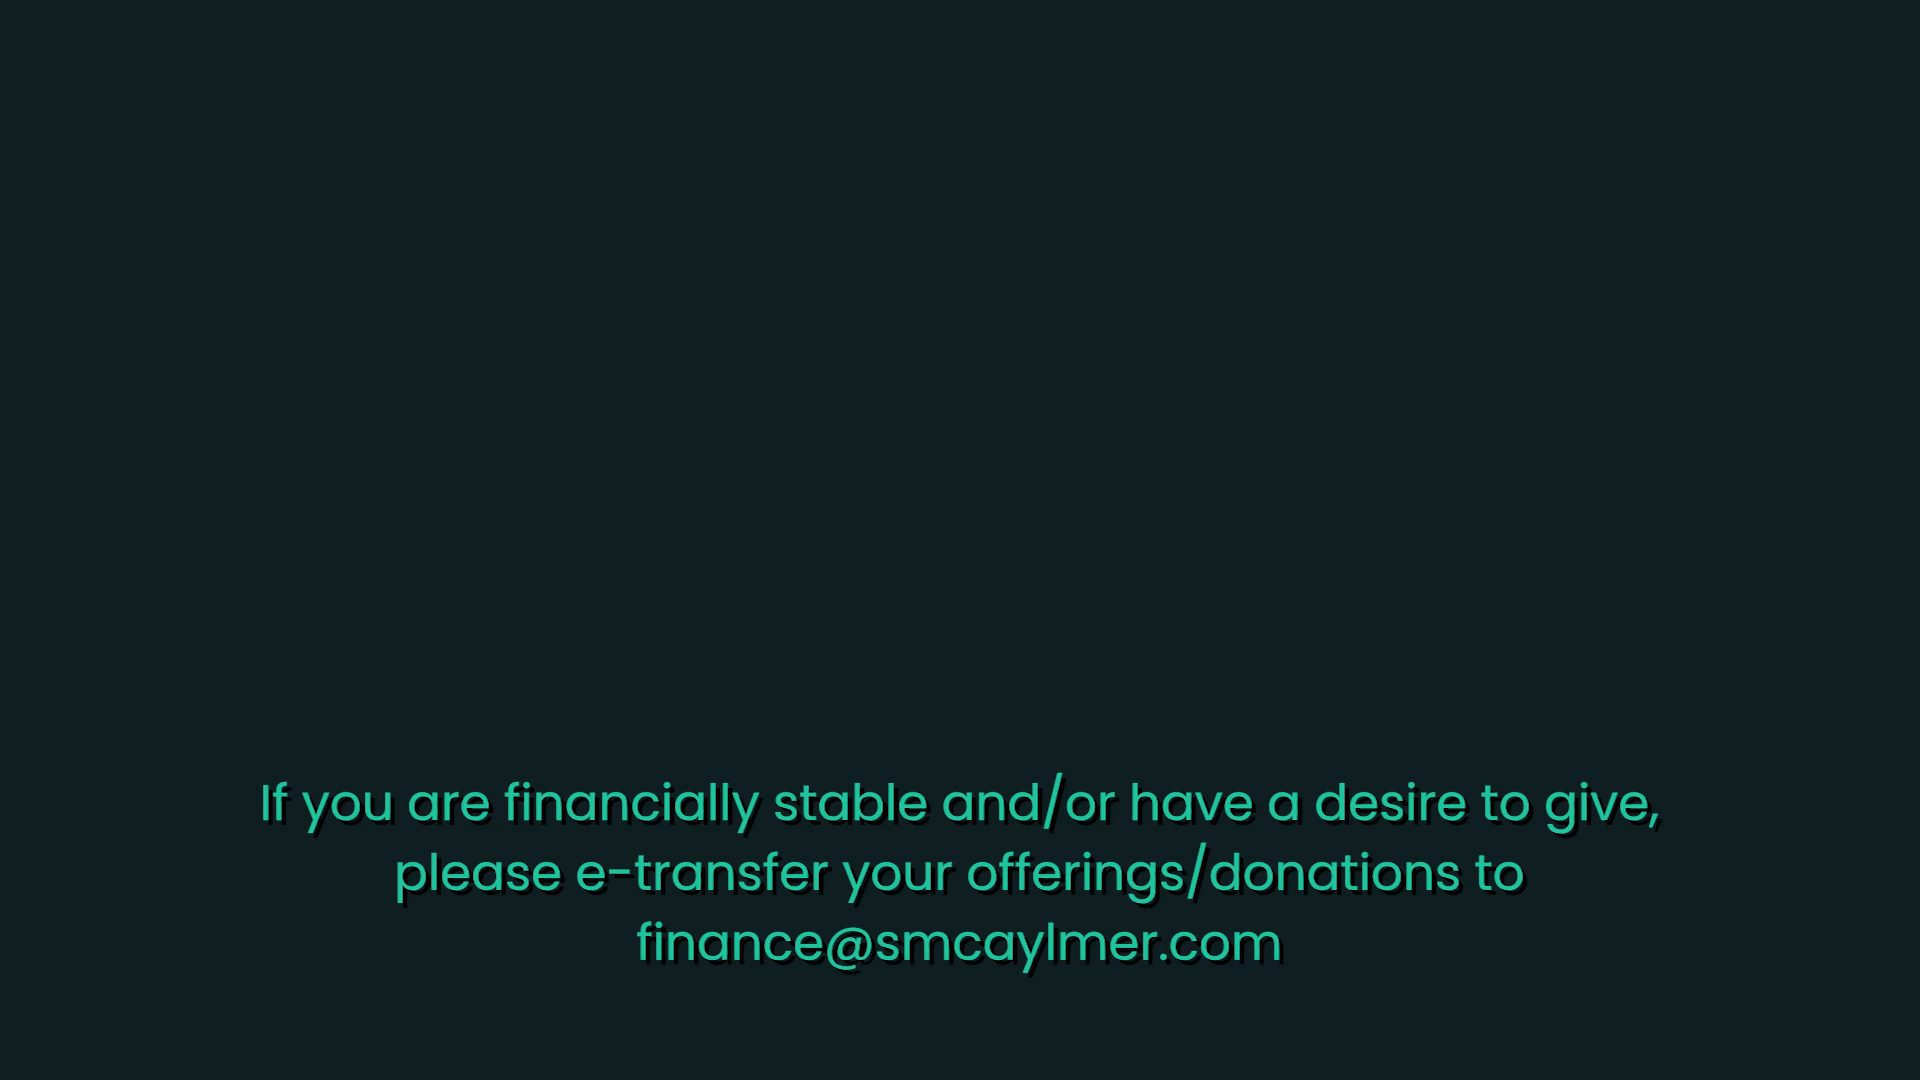 If you are financially stable and/or have a desire to give,
please e-transfer your offerings/donations to
finance@smcaylmer.com